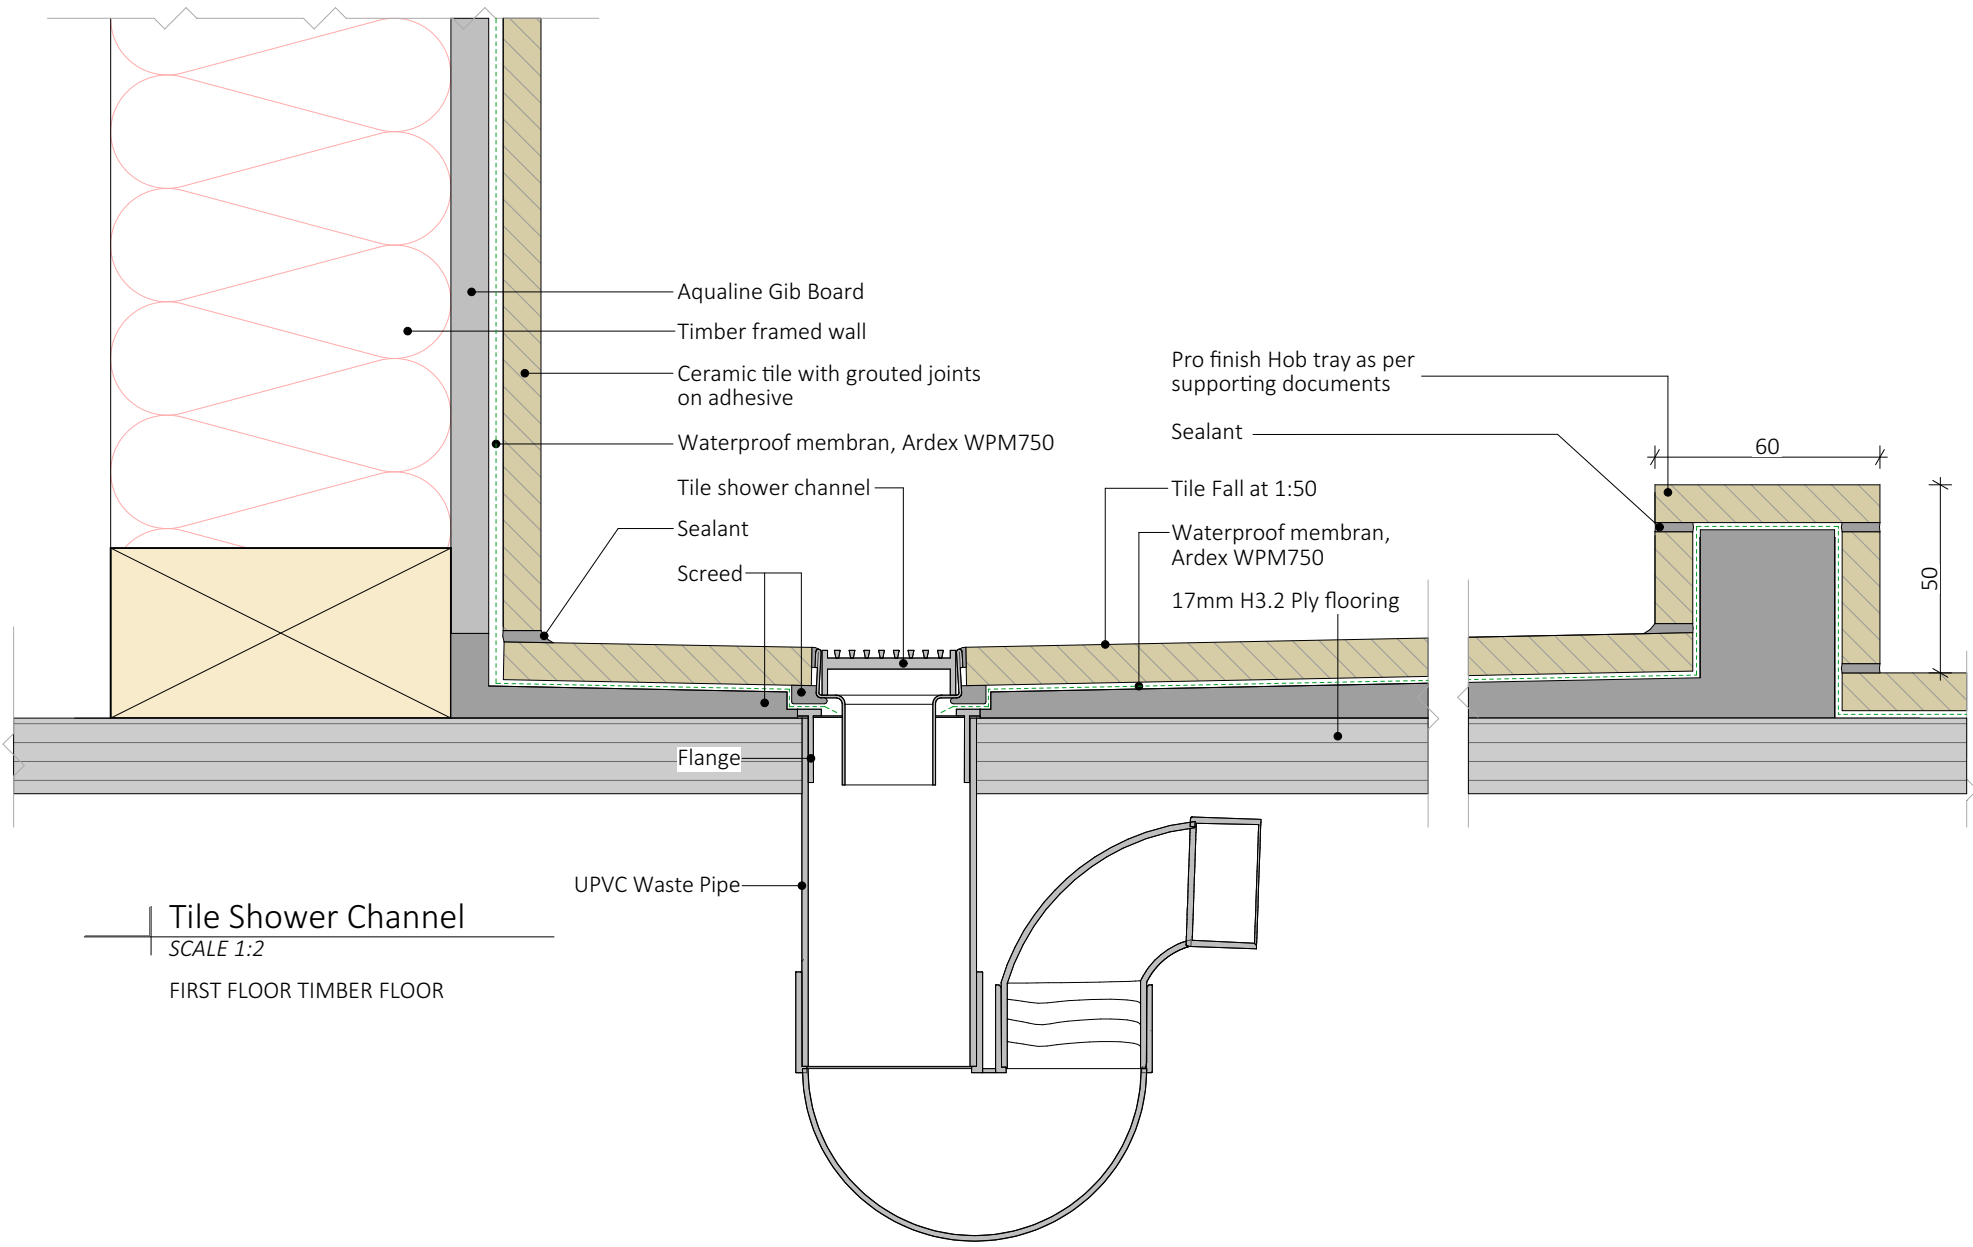 Aqualine Gib Board
Timber framed wall
Ceramic tile with grouted joints
on adhesive
Waterproof membran, Ardex WPM750
Tile shower channel
Sealant
Screed
Flange
UPVC Waste Pipe
Pro finish Hob tray as per
supporting documents
Sealant
60
Tile Fall at 1:50
Waterproof membran,
Ardex WPM750
50
17mm H3.2 Ply flooring
Tile Shower Channel
SCALE 1:2
FIRST FLOOR TIMBER FLOOR